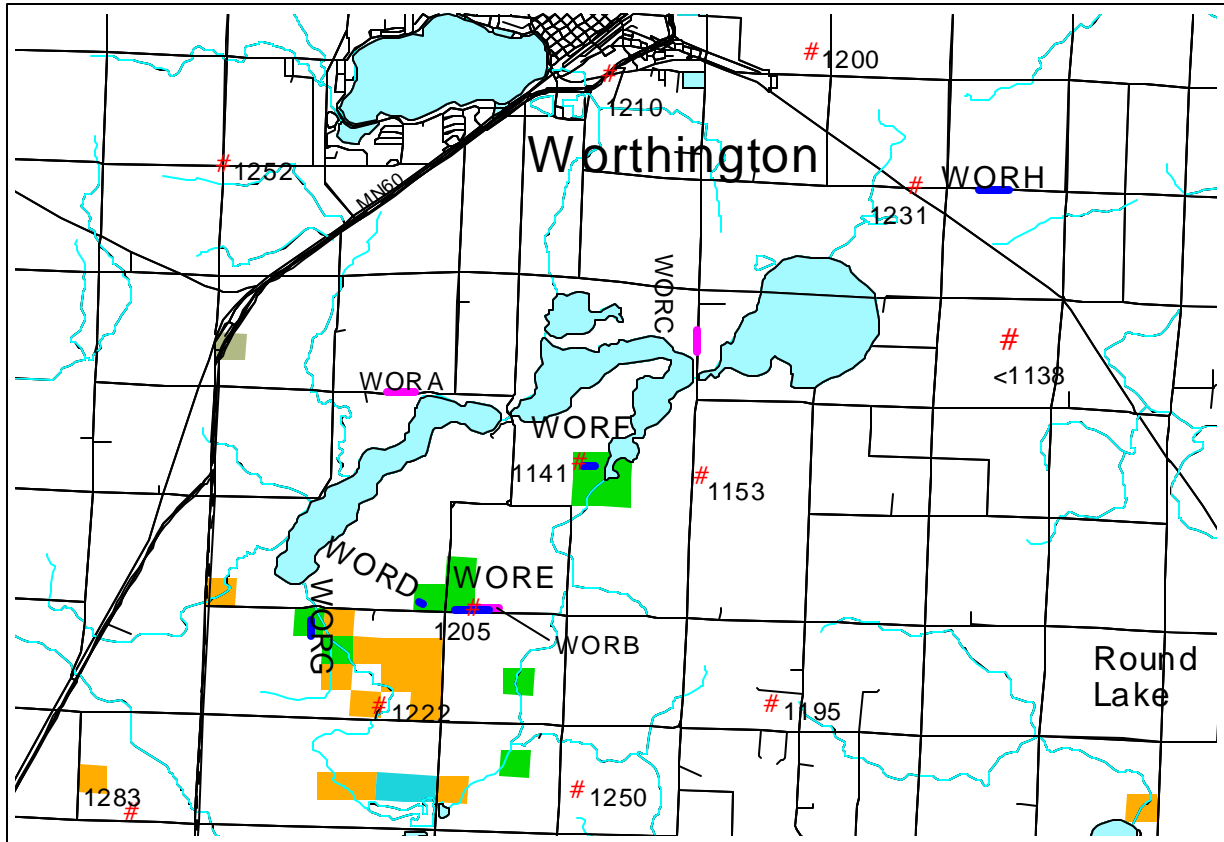 # 1200
#
1210
Worthington
# 1252
MN60
#
WORH
1231
WORC
#
<1138
WORA
WORF
#
1141
# 1153
WORD
WORE
#
1205
WORB
WORG
Round
Lake
#
1222
# 1195
1283
#
# 1250